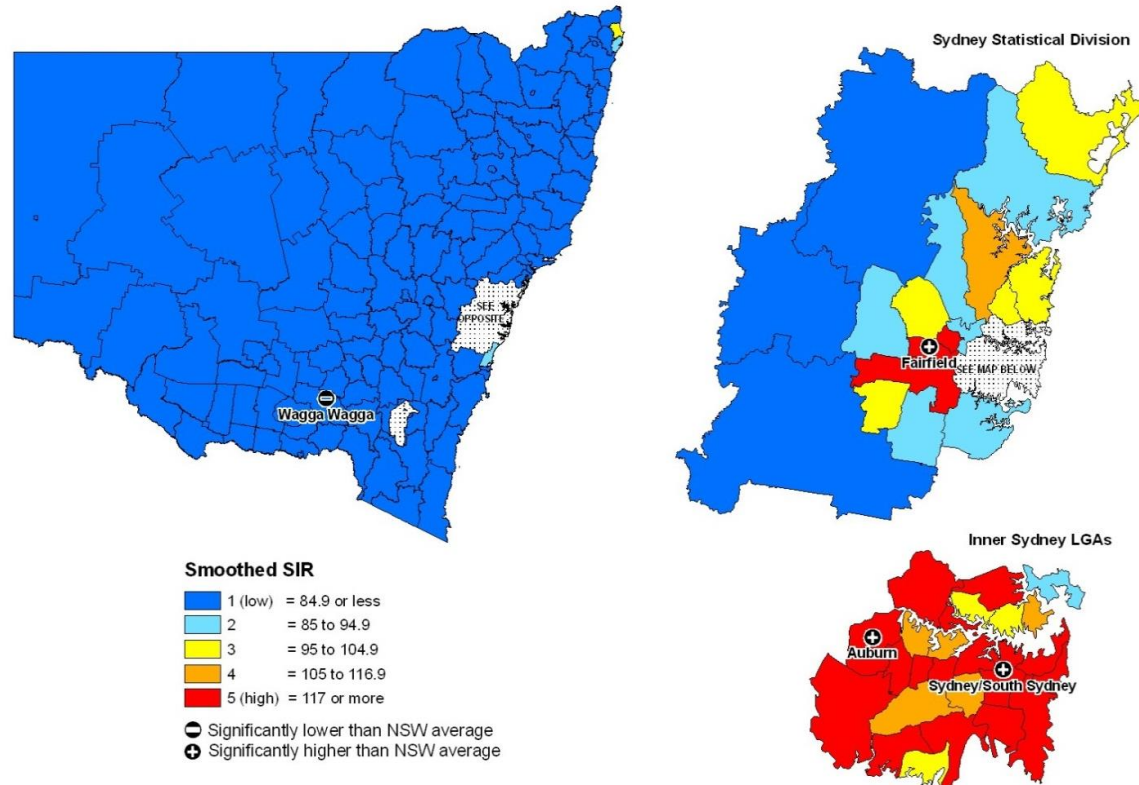 Sydney Statistical Division
SEE
OPPOSITE
Wagga Wagga
Fairfield
SEE MAP BELOW
Inner Sydney LGAs
Auburn
Sydney/South Sydney
Smoothed SIR
1 (low) = 84.9 or less
2 = 85 to 94.9
3 = 95 to 104.9
4 = 105 to 116.9
5 (high) = 117 or more
Significantly lower than NSW average
Significantly higher than NSW average